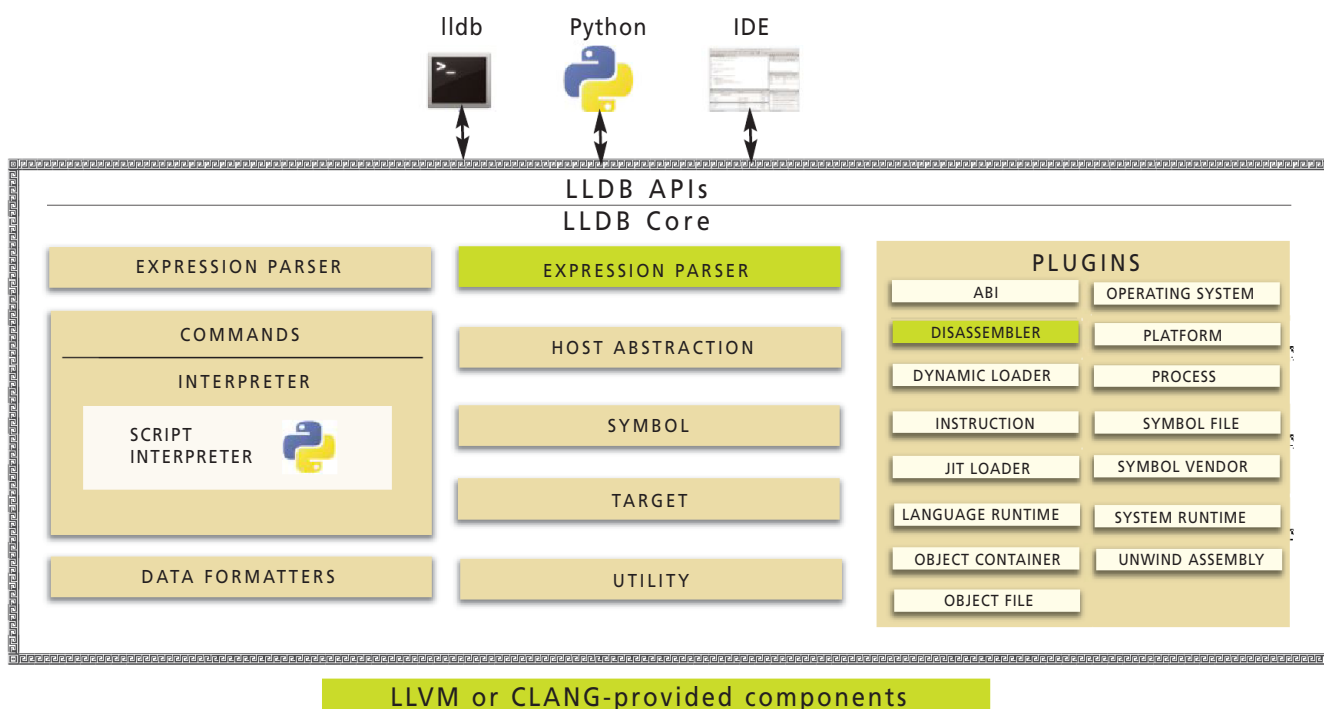 lldb
Python
IDE
>_
LLDB APIs
LLDB Core
EXPRESSION PARSER
COMMANDS
INTERPRETER
SCRIPT
INTERPRETER
DATA FORMATTERS
EXPRESSION PARSER
HOST ABSTRACTION
SYMBOL
TARGET
UTILITY
PLUGINS
ABI
OPERATING SYSTEM
DISASSEMBLER
PLATFORM
DYNAMIC LOADER
PROCESS
INSTRUCTION
SYMBOL FILE
JIT LOADER
SYMBOL VENDOR
LANGUAGE RUNTIME
SYSTEM RUNTIME
OBJECT CONTAINER
UNWIND ASSEMBLY
OBJECT FILE
LLVM or CLANG-provided components